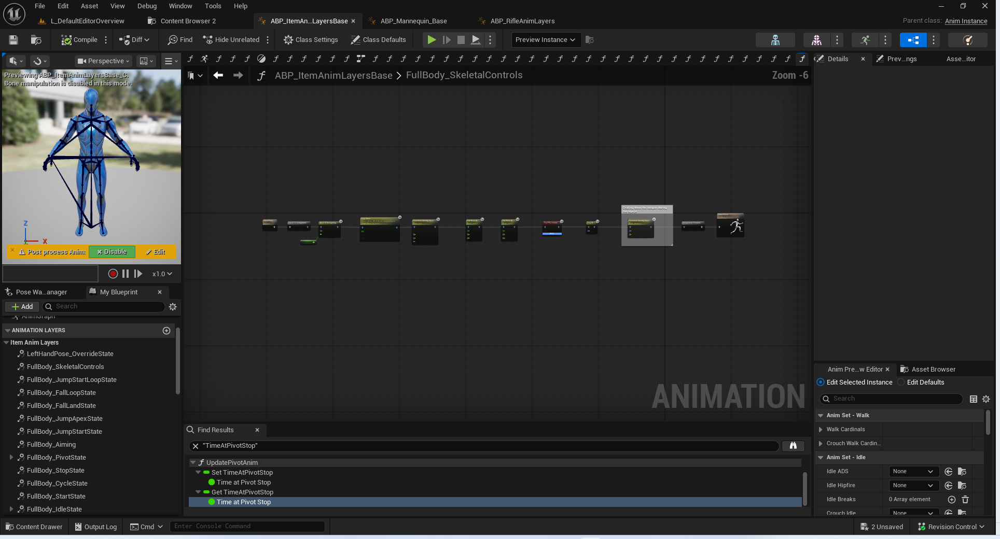 File Edit Asset View Debug Window Tools Help
L_DefaultEditorOverview Content Browser 2 ABP_ItemAn...LayersBase ABP_Mannequin_Base ABP_RifleAnimLayers Parent class: Anim Instance
Compile Diff Find Hide Unrelated Class Settings Class Defaults Preview Instance
Perspective
Previewing ABP_ItemAnimLayersBase_C.
Bone manipulation is disabled in this mode.
Z
X
Post process Anim Disable Edit
x1.0
ABP_ItemAnimLayersBase > FullBody_SkeletalControls Zoom -6
Scaling down the weapon during
the equips
ANIMATION
Pose Wa...anager My Blueprint
Add Search
AnimGraph
ANIMATION LAYERS
Item Anim Layers
LeftHandPose_OverrideState
FullBody_SkeletalControls
FullBody_JumpStartLoopState
FullBody_FallLoopState
FullBody_FallLandState
FullBody_JumpApexState
FullBody_JumpStartState
FullBody_Aiming
FullBody_PivotState
FullBody_StopState
FullBody_CycleState
FullBody_StartState
FullBody_IdleState
Find Results
"TimeAtPivotStop"
UpdatePivotAnim
Set TimeAtPivotStop
Time at Pivot Stop
Get TimeAtPivotStop
Time at Pivot Stop
Details Prev...ngs Asse...itor
Anim Pre...w Editor Asset Browser
Edit Selected Instance Edit Defaults
Search
Anim Set - Walk
Walk Cardinals
Crouch Walk Cardin...
Anim Set - Idle
Idle ADS None
Idle Hipfire None
Idle Breaks 0 Array element
Crouch Idle None
Content Drawer Output Log Cmd Enter Console Command 2 Unsaved Revision Control